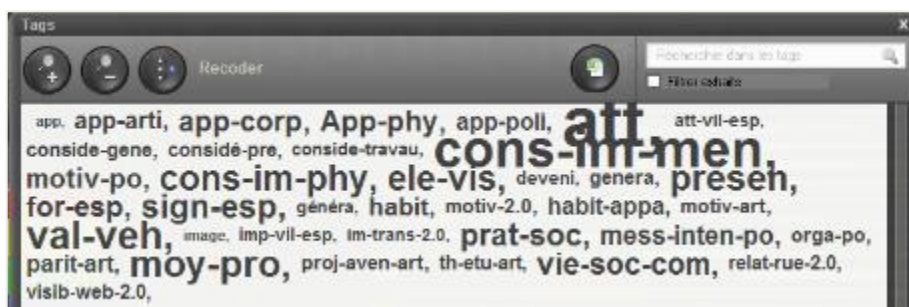 Tags
x
Recoder
Rechercher dans les tags
Filtrer extraits
app, app-arti, app-corp, App-phy, app-poll, att, att-vil-esp,
conside-gene, considé-pre, conside-travau, cons-im-men,
motiv-po, cons-im-phy, ele-vis, deveni, genera, preseh,
for-esp, sign-esp, généra, habit, motiv-2.0, habit-appa, motiv-art,
val-veh, image, imp-vil-esp, im-trans-2.0, prat-soc, mess-inten-po, orga-po,
parit-art, moy-pro, proj-aven-art, th-etu-art, vie-soc-com, relat-rue-2.0,
visib-web-2.0,